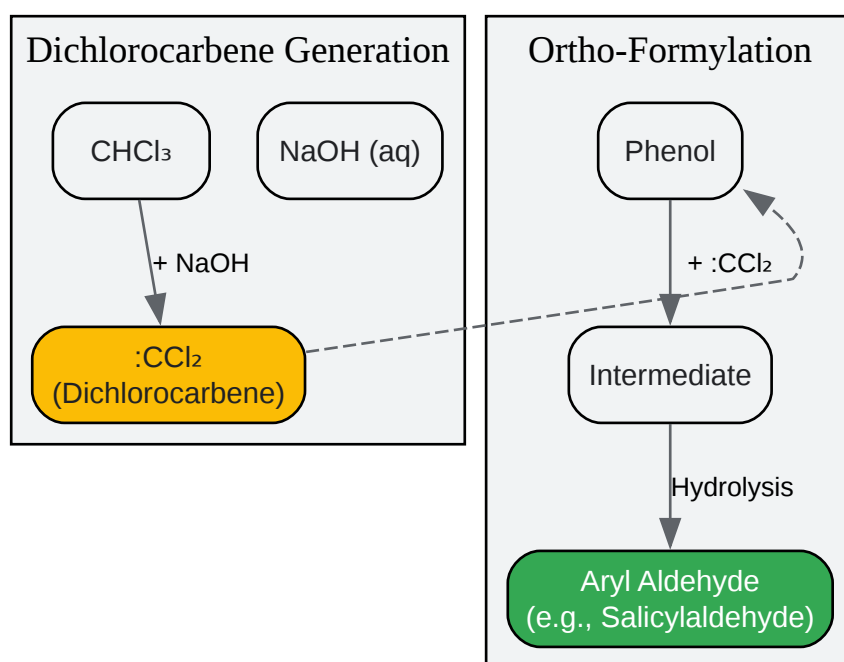 Dichlorocarbene Generation
CHCl₃
NaOH (aq)
+ NaOH
:CCl₂
(Dichlorocarbene)
Ortho-Formylation
Phenol
+ :CCl₂
Intermediate
Hydrolysis
Aryl Aldehyde
(e.g., Salicylaldehyde)